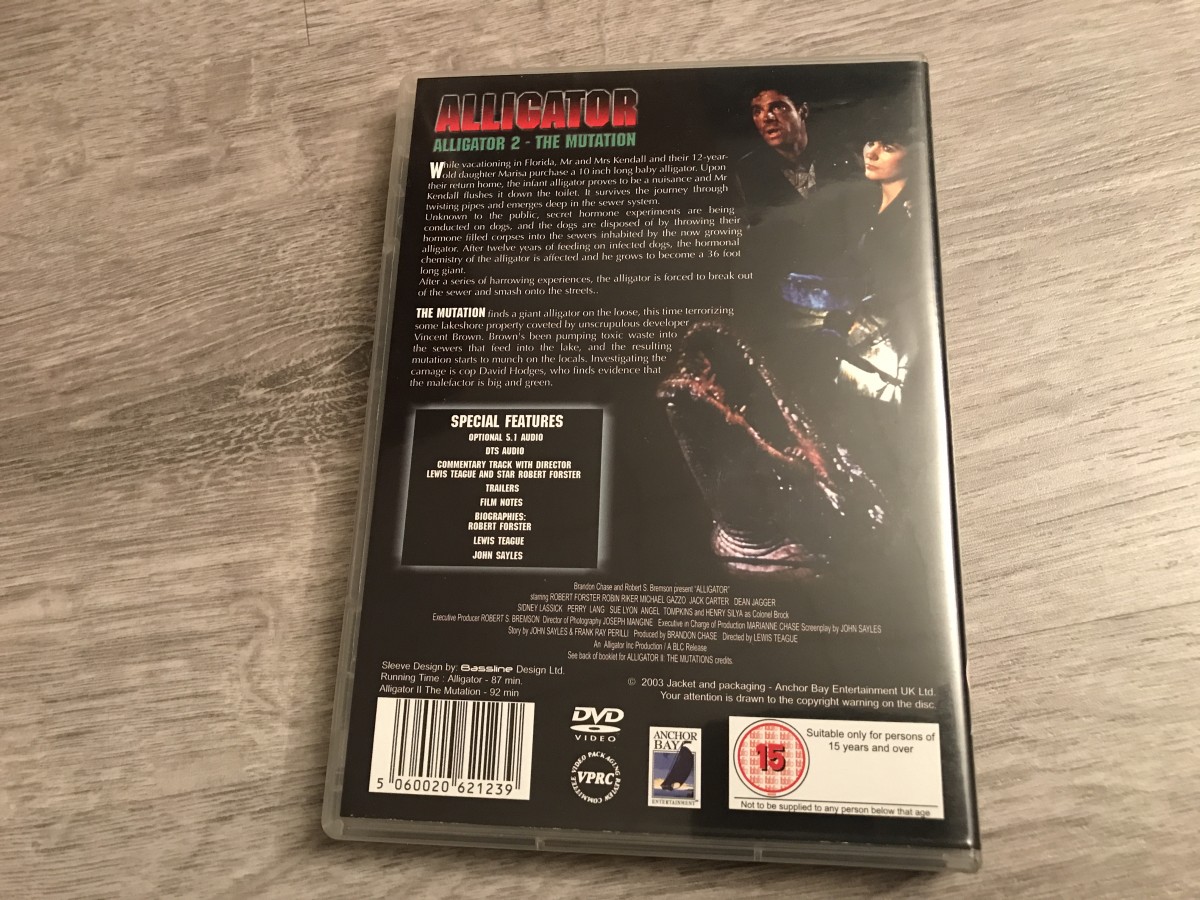 ALLIGATOR
ALLIGATOR 2 - THE MUTATION
While vacationing in Florida, Mr and Mrs Kendall and their 12-year-
old daughter Marisa purchase a 10 inch long baby alligator. Upon
their return home, the infant alligator proves to be a nuisance and Mr
Kendall flushes it down the toilet. It survives the journey through
twisting pipes and emerges deep in the sewer system.
Unknown to the public, secret hormone experiments are being
conducted on dogs, and the dogs are disposed of by throwing their
hormone filled corpses into the sewers inhabited by the now growing
alligator. After twelve years of feeding on infected dogs, the hormonal
chemistry of the alligator is affected and he grows to become a 36 foot
long giant.
After a series of harrowing experiences, the alligator is forced to break out
of the sewer and smash onto the streets..
THE MUTATION finds a giant alligator on the loose, this time terrorizing
some lakeshore property coveted by unscrupulous developer
Vincent Brown. Brown's been pumping toxic waste into
the sewers that feed into the lake, and the resulting
mutation starts to munch on the locals. Investigating the
carnage is cop David Hodges, who finds evidence that
the malefactor is big and green.
SPECIAL FEATURES
OPTIONAL 5.1 AUDIO
DTS AUDIO
COMMENTARY TRACK WITH DIRECTOR
LEWIS TEAGUE AND STAR ROBERT FORSTER
TRAILERS
FILM NOTES
BIOGRAPHIES:
ROBERT FORSTER
LEWIS TEAGUE
JOHN SAYLES
Brandon Chase and Robert S. Bremson present "ALLIGATOR"
starring ROBERT FORSTER ROBIN RIKER MICHAEL GAZZO JACK CARTER DEAN JAGGER
SIDNEY LASSICK PERRY LANG SUE LYON ANGEL TOMPKINS and HENRY SILVA as Colonel Brock
Executive Producer ROBERT S. BREMSON Director of Photography JOSEPH MANGINE Executive in Charge of Production MARIANNE CHASE Screenplay by JOHN SAYLES
Story by JOHN SAYLES & FRANK RAY PERILLI Produced by BRANDON CHASE Directed by LEWIS TEAGUE
An Alligator Inc Production / A BLC Release
See back of booklet for ALLIGATOR II: THE MUTATIONS credits.
Sleeve Design by: Bassline Design Ltd.
Running Time : Alligator - 87 min.
Alligator II The Mutation - 92 min
© 2003 Jacket and packaging - Anchor Bay Entertainment UK Ltd.
Your attention is drawn to the copyright warning on the disc.
5 060020 621239
DVD
VIDEO
VIDEO PACKAGING REVIEW COMMITTEE
VPRC
ANCHOR
BAY
ENTERTAINMENT
15
Suitable only for persons of
15 years and over
Not to be supplied to any person below that age